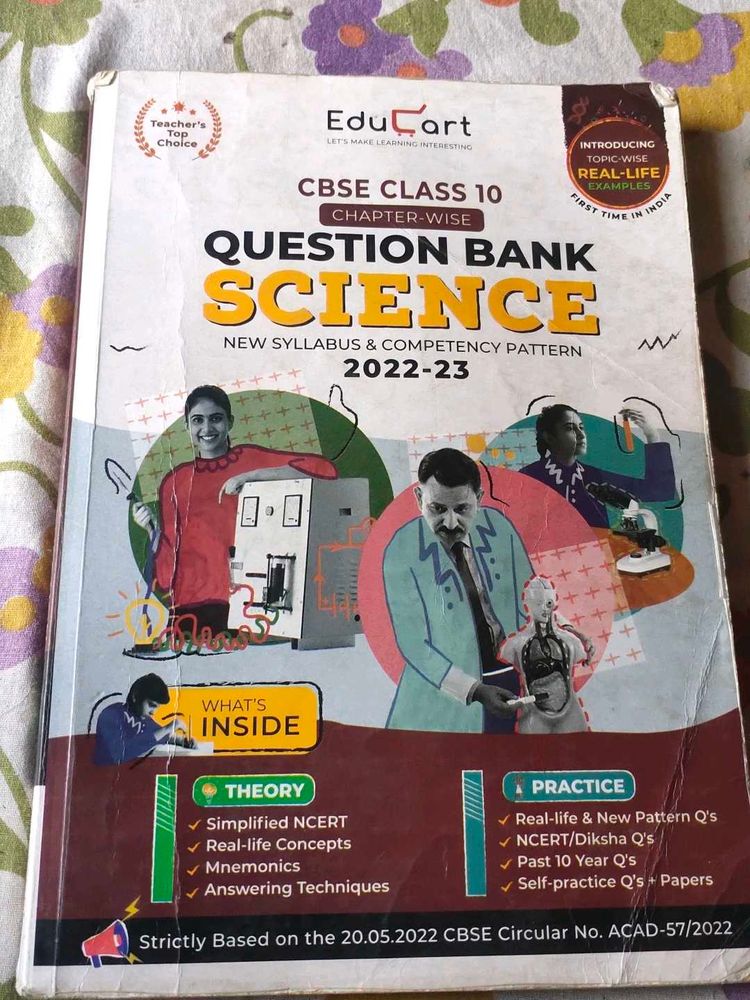 Teacher's
Top
Choice
EduCart
LET'S MAKE LEARNING INTERESTING
INTRODUCING
TOPIC-WISE
REAL-LIFE
EXAMPLES
FIRST TIME IN INDIA
CBSE CLASS 10
CHAPTER-WISE
QUESTION BANK
SCIENCE
NEW SYLLABUS & COMPETENCY PATTERN
2022-23
WHAT'S
INSIDE
THEORY
Simplified NCERT
Real-life Concepts
Mnemonics
Answering Techniques
PRACTICE
Real-life & New Pattern Q's
NCERT/Diksha Q's
Past 10 Year Q's
Self-practice Q's + Papers
Strictly Based on the 20.05.2022 CBSE Circular No. ACAD-57/2022